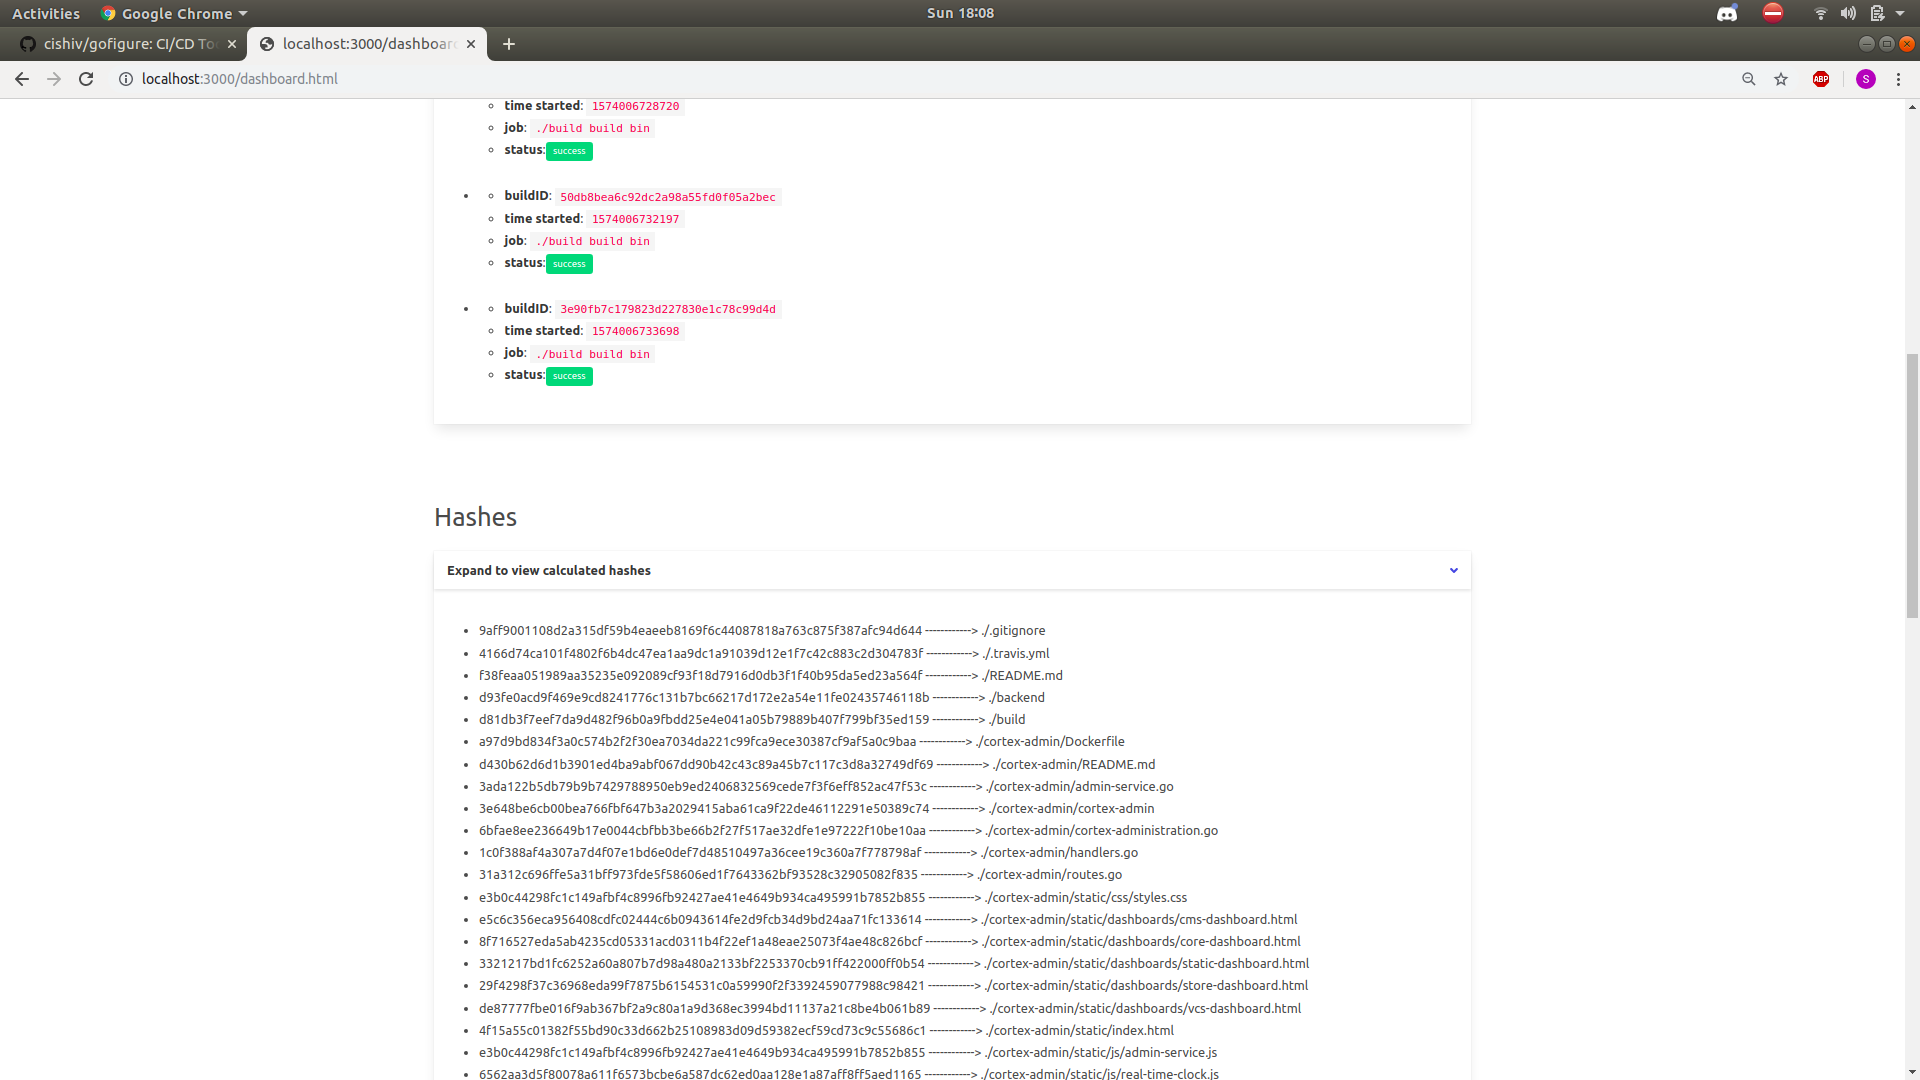 Activities Google Chrome Sun 18:08
cishiv/gofigure: CI/CD To localhost:3000/dashboar
localhost:3000/dashboard.html ABP S
time started: 1574006728720
job: ./build build bin
status: success
buildID: 50db8bea6c92dc2a98a55fd0f05a2bec
time started: 1574006732197
job: ./build build bin
status: success
buildID: 3e90fb7c179823d227830e1c78c99d4d
time started: 1574006733698
job: ./build build bin
status: success
Hashes
Expand to view calculated hashes
9aff9001108d2a315df59b4eaeeb8169f6c44087818a763c875f387afc94d644 ------------> ./.gitignore
4166d74ca101f4802f6b4dc47ea1aa9dc1a91039d12e1f7c42c883c2d304783f ------------> ./.travis.yml
f38feaa051989aa35235e092089cf93f18d7916d0db3f1f40b95da5ed23a564f ------------> ./README.md
d93fe0acd9f469e9cd8241776c131b7bc66217d172e2a54e11fe02435746118b ------------> ./backend
d81db3f7eef7da9d482f96b0a9fbdd25e4e041a05b79889b407f799bf35ed159 ------------> ./build
a97d9bd834f3a0c574b2f2f30ea7034da221c99fca9ece30387cf9af5a0c9baa ------------> ./cortex-admin/Dockerfile
d430b62d6d1b3901ed4ba9abf067dd90b42c43c89a45b7c117c3d8a32749df69 ------------> ./cortex-admin/README.md
3ada122b5db79b9b7429788950eb9ed2406832569cede7f3f6eff852ac47f53c ------------> ./cortex-admin/admin-service.go
3e648be6cb00bea766fbf647b3a2029415aba61ca9f22de46112291e50389c74 ------------> ./cortex-admin/cortex-admin
6bfae8ee236649b17e0044cbfbb3be66b2f27f517ae32dfe1e97222f10be10aa ------------> ./cortex-admin/cortex-administration.go
1c0f388af4a307a7d4f07e1bd6e0def7d48510497a36cee19c360a7f778798af ------------> ./cortex-admin/handlers.go
31a312c696ffe5a31bff973fde5f58606ed1f7643362bf93528c32905082f835 ------------> ./cortex-admin/routes.go
e3b0c44298fc1c149afbf4c8996fb92427ae41e4649b934ca495991b7852b855 ------------> ./cortex-admin/static/css/styles.css
e5c6c356eca956408cdfc02444c6b0943614fe2d9fcb34d9bd24aa71fc133614 ------------> ./cortex-admin/static/dashboards/cms-dashboard.html
8f716527eda5ab4235cd05331acd0311b4f22ef1a48eae25073f4ae48c826bcf ------------> ./cortex-admin/static/dashboards/core-dashboard.html
3321217bd1fc6252a60a807b7d98a480a2133bf2253370cb91ff422000ff0b54 ------------> ./cortex-admin/static/dashboards/static-dashboard.html
29f4298f37c36968eda99f7875b6154531c0a59990f2f3392459077988c98421 ------------> ./cortex-admin/static/dashboards/store-dashboard.html
de87777fbe016f9ab367bf2a9c80a1a9d368ec3994bd11137a21c8be4b061b89 ------------> ./cortex-admin/static/dashboards/vcs-dashboard.html
4f15a55c01382f55bd90c33d662b25108983d09d59382ecf59cd73c9c55686c1 ------------> ./cortex-admin/static/index.html
e3b0c44298fc1c149afbf4c8996fb92427ae41e4649b934ca495991b7852b855 ------------> ./cortex-admin/static/js/admin-service.js
6562aa3d5f80078a611f6573bcbe6a587dc62ed0aa128e1a87aff8ff5aed1165 ------------> ./cortex-admin/static/js/real-time-clock.js